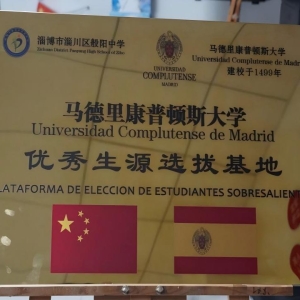 淄博市淄川区般阳中学
UNIVERSIDAD
COMPLUTENSE
MADRID
马德里康普顿斯大学
Universidad Complutense de Madrid
建校于1499年
马德里康普顿斯大学
Universidad Complutense de Madrid
优秀生源选拔基地
LATAFORMA DE ELECCION DE ESTUDIANTES SOBRESALIEN